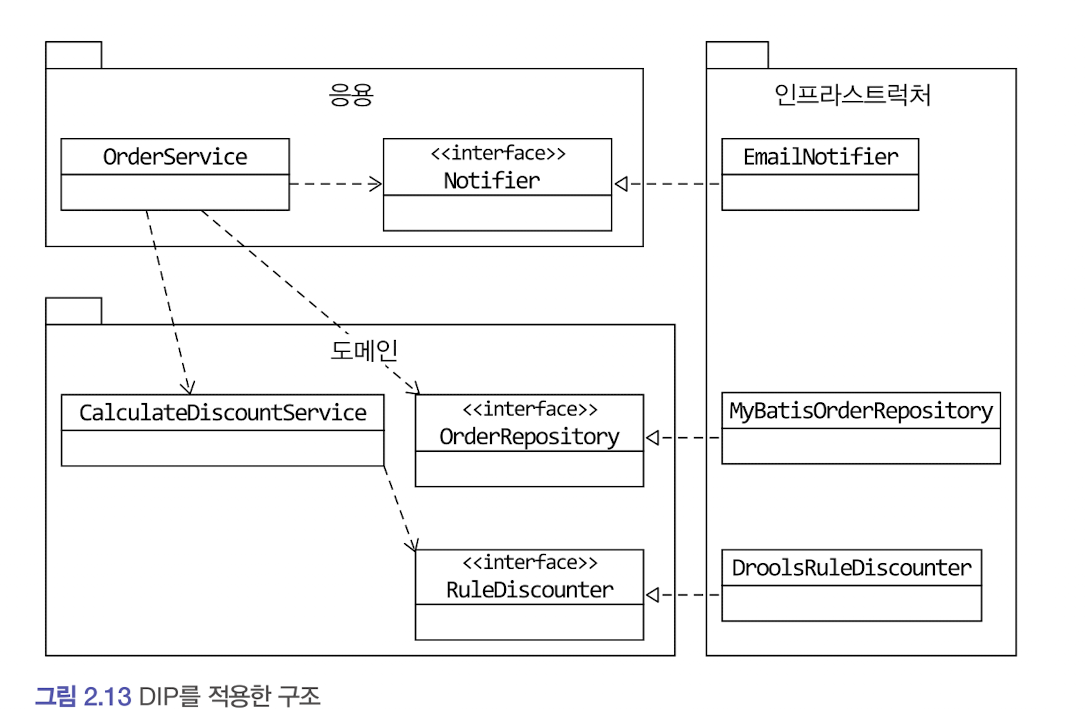 응용
OrderService
<<interface>>
Notifier
인프라스트럭처
EmailNotifier
도메인
CalculateDiscountService
<<interface>>
OrderRepository
MyBatisOrderRepository
<<interface>>
RuleDiscounter
DroolsRuleDiscounter
그림 2.13 DIP를 적용한 구조